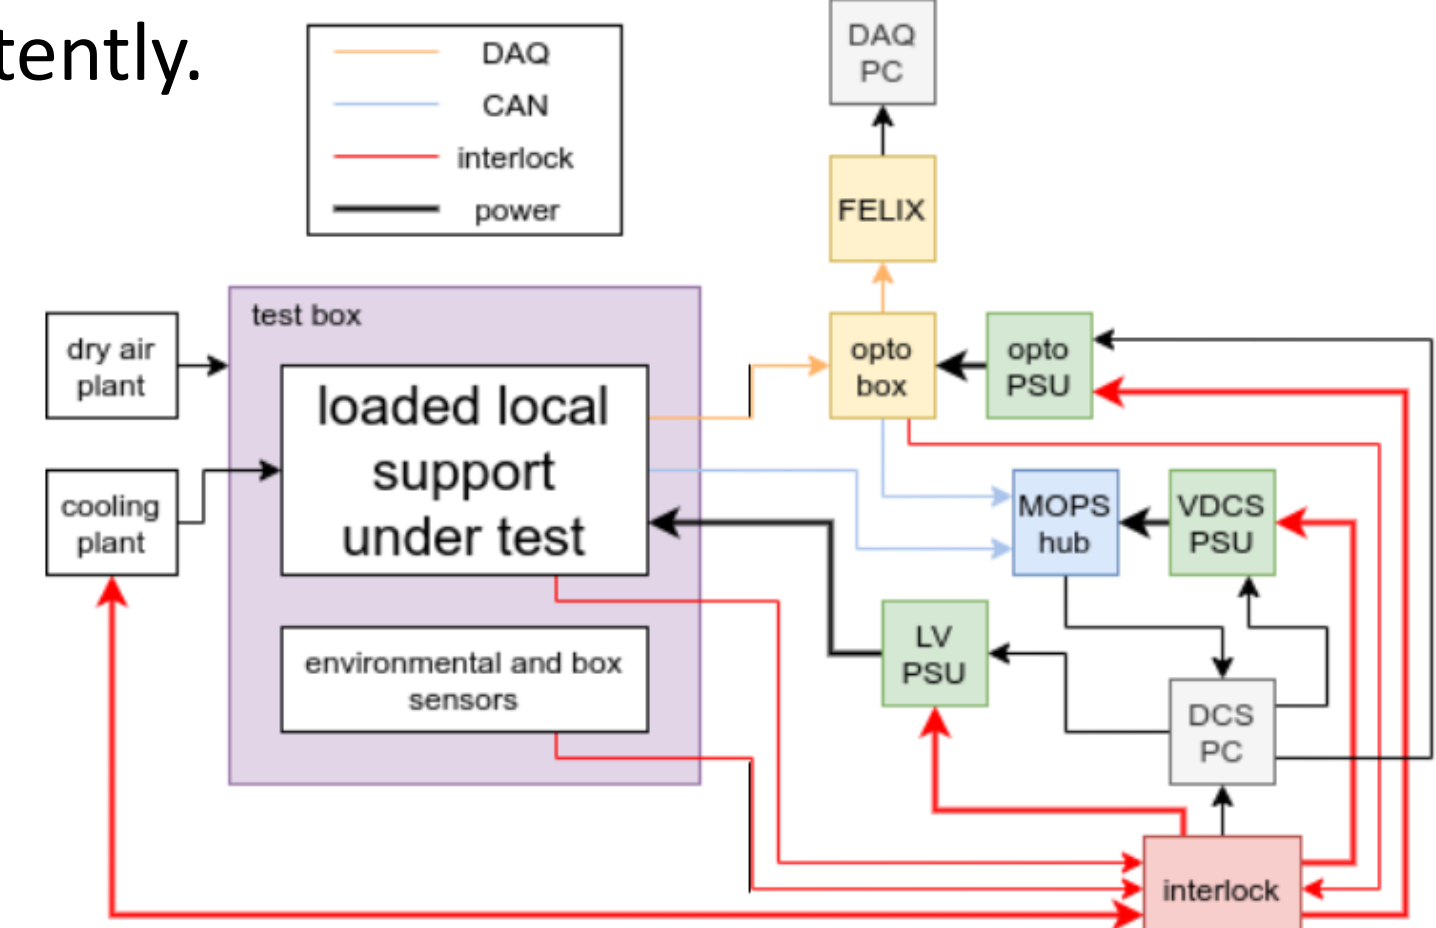 tently.
DAQ
CAN
interlock
power
DAQ
PC
FELIX
test box
dry air
plant
cooling
plant
loaded local
support
under test
environmental and box
sensors
opto
box
opto
PSU
MOPS
hub
VDCS
PSU
LV
PSU
DCS
PC
interlock